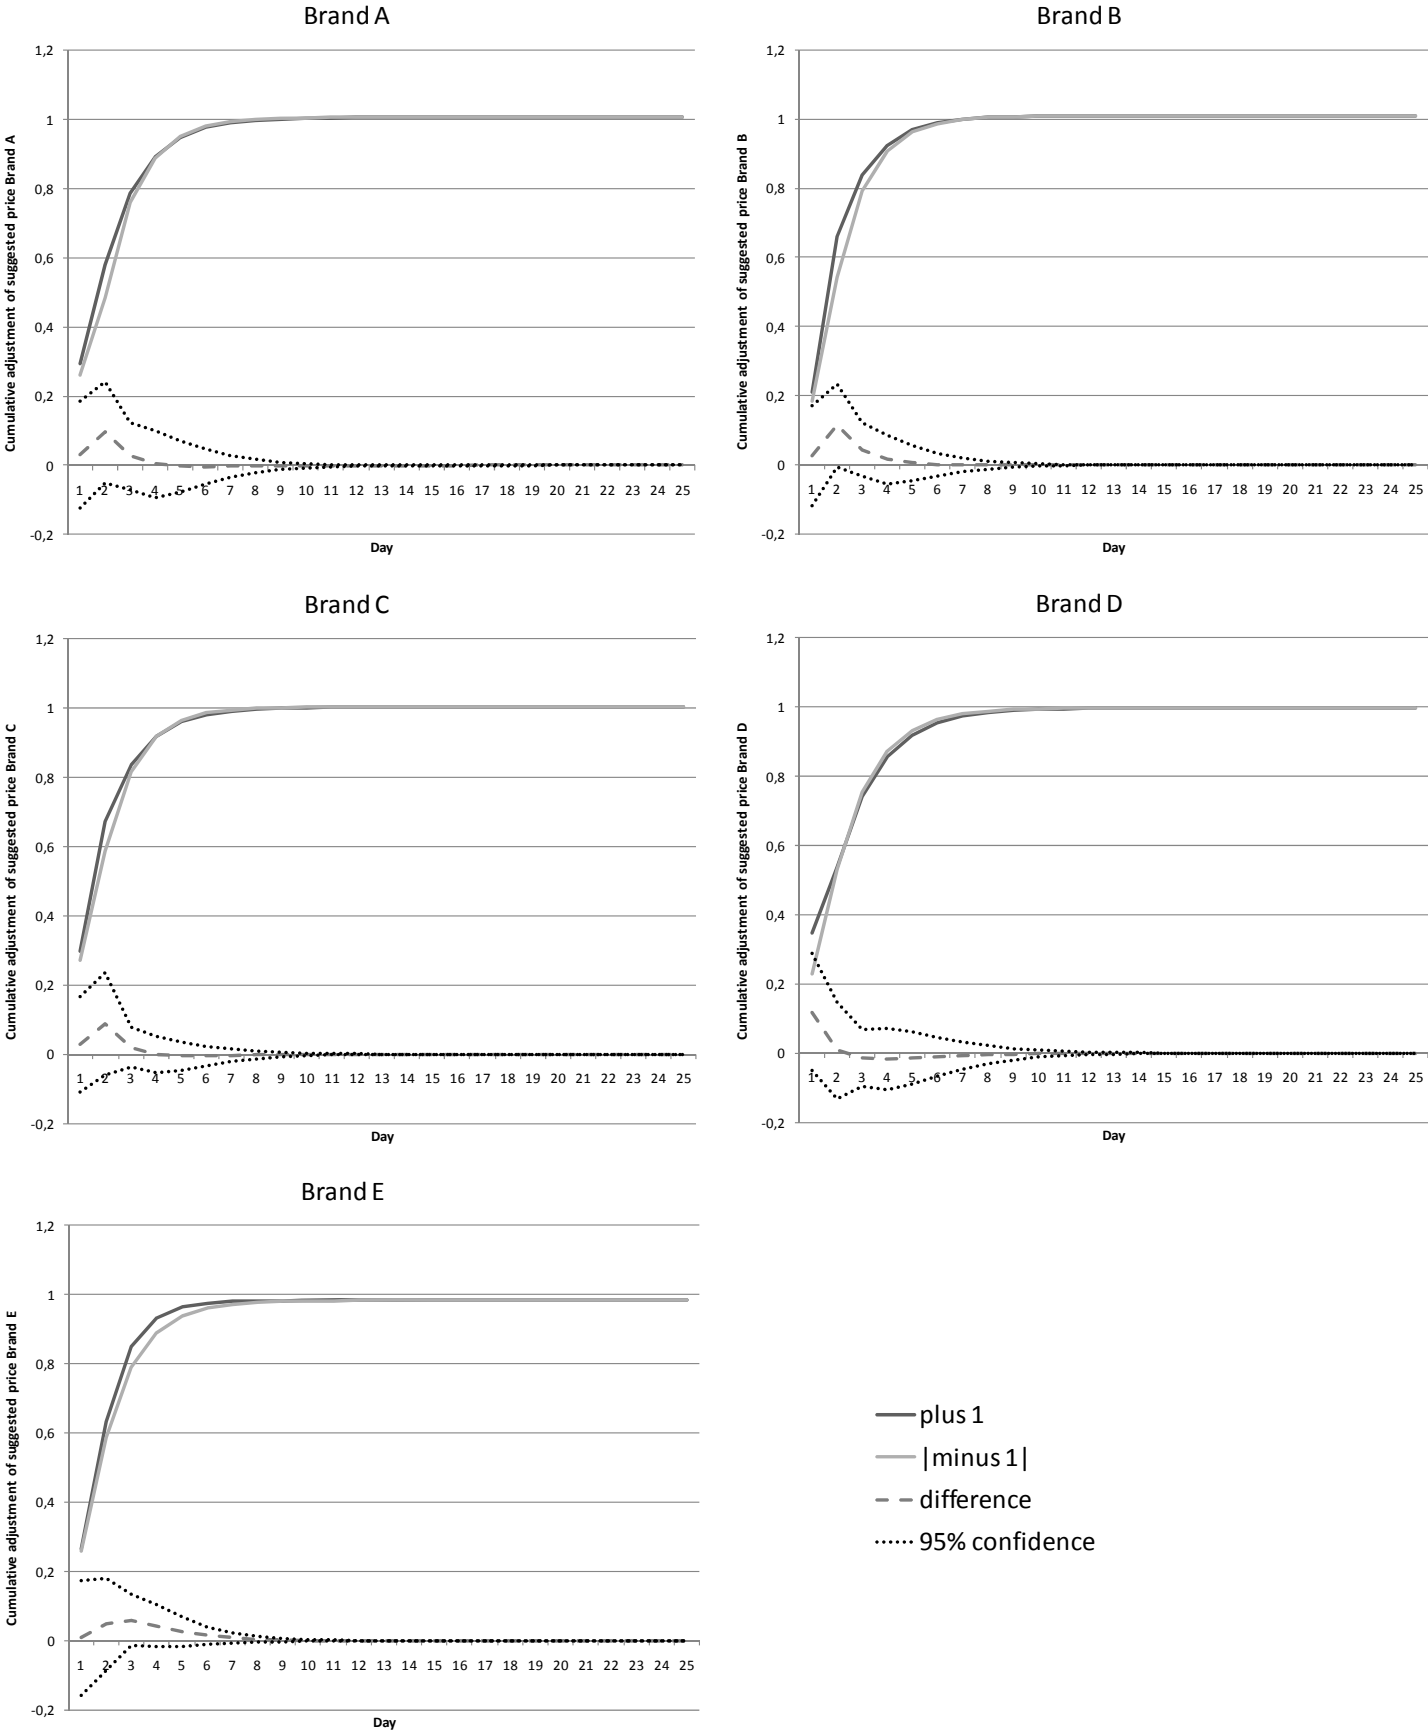 Brand A
Cumulative adjustment of suggested price Brand A
1,2
1
0,8
0,6
0,4
0,2
0
-0,2
1 2 3 4 5 6 7 8 9 10 11 12 13 14 15 16 17 18 19 20 21 22 23 24 25
Day
Brand B
Cumulative adjustment of suggested price Brand B
1,2
1
0,8
0,6
0,4
0,2
0
-0,2
1 2 3 4 5 6 7 8 9 10 11 12 13 14 15 16 17 18 19 20 21 22 23 24 25
Day
Brand C
Cumulative adjustment of suggested price Brand C
1,2
1
0,8
0,6
0,4
0,2
0
-0,2
1 2 3 4 5 6 7 8 9 10 11 12 13 14 15 16 17 18 19 20 21 22 23 24 25
Day
Brand D
Cumulative adjustment of suggested price Brand D
1,2
1
0,8
0,6
0,4
0,2
0
-0,2
1 2 3 4 5 6 7 8 9 10 11 12 13 14 15 16 17 18 19 20 21 22 23 24 25
Day
Brand E
Cumulative adjustment of suggested price Brand E
1,2
1
0,8
0,6
0,4
0,2
0
-0,2
1 2 3 4 5 6 7 8 9 10 11 12 13 14 15 16 17 18 19 20 21 22 23 24 25
Day
plus 1
|minus 1|
difference
95% confidence